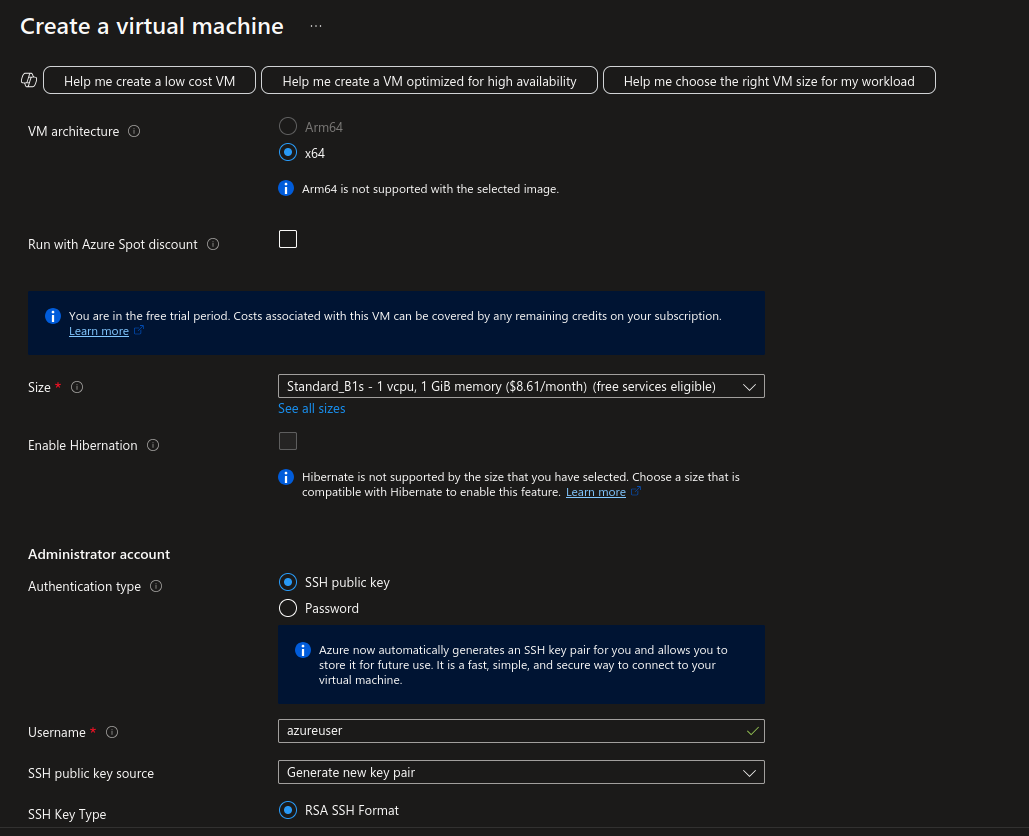 Create a virtual machine ...
Help me create a low cost VM
Help me create a VM optimized for high availability
Help me choose the right VM size for my workload
VM architecture
Arm64
x64
Arm64 is not supported with the selected image.
Run with Azure Spot discount
You are in the free trial period. Costs associated with this VM can be covered by any remaining credits on your subscription.
Learn more
Size *
Standard_B1s - 1 vcpu, 1 GiB memory ($8.61/month) (free services eligible)
See all sizes
Enable Hibernation
Hibernate is not supported by the size that you have selected. Choose a size that is
compatible with Hibernate to enable this feature. Learn more
Administrator account
Authentication type
SSH public key
Password
Azure now automatically generates an SSH key pair for you and allows you to
store it for future use. It is a fast, simple, and secure way to connect to your
virtual machine.
Username *
azureuser
SSH public key source
Generate new key pair
SSH Key Type
RSA SSH Format